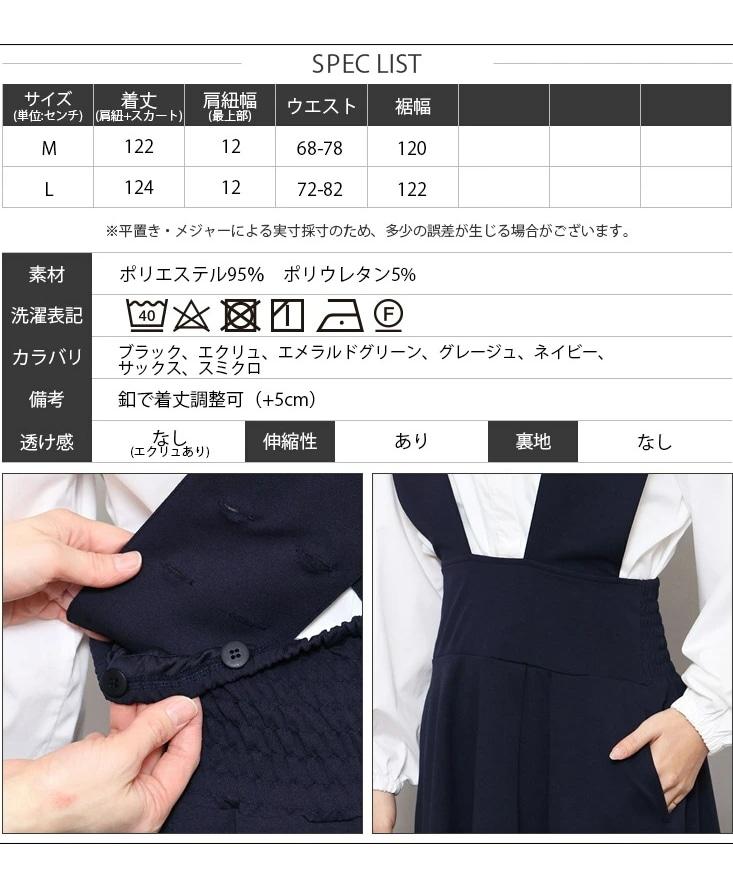 SPEC LIST
サイズ 着丈 肩紐幅 ウエスト 裾幅
(単位:センチ) (肩紐+スカート) (最上部)
M 122 12 68-78 120
L 124 12 72-82 122
※平置き・メジャーによる実寸採寸のため、多少の誤差が生じる場合がございます。
素材 ポリエステル95% ポリウレタン5%
洗濯表記 40 F
カラバリ ブラック、エクリュ、エメラルドグリーン、グレージュ、ネイビー、
サックス、スミクロ
備考 釦で着丈調整可（+5cm）
透け感 なし 伸縮性 あり 裏地 なし
(エクリュあり)